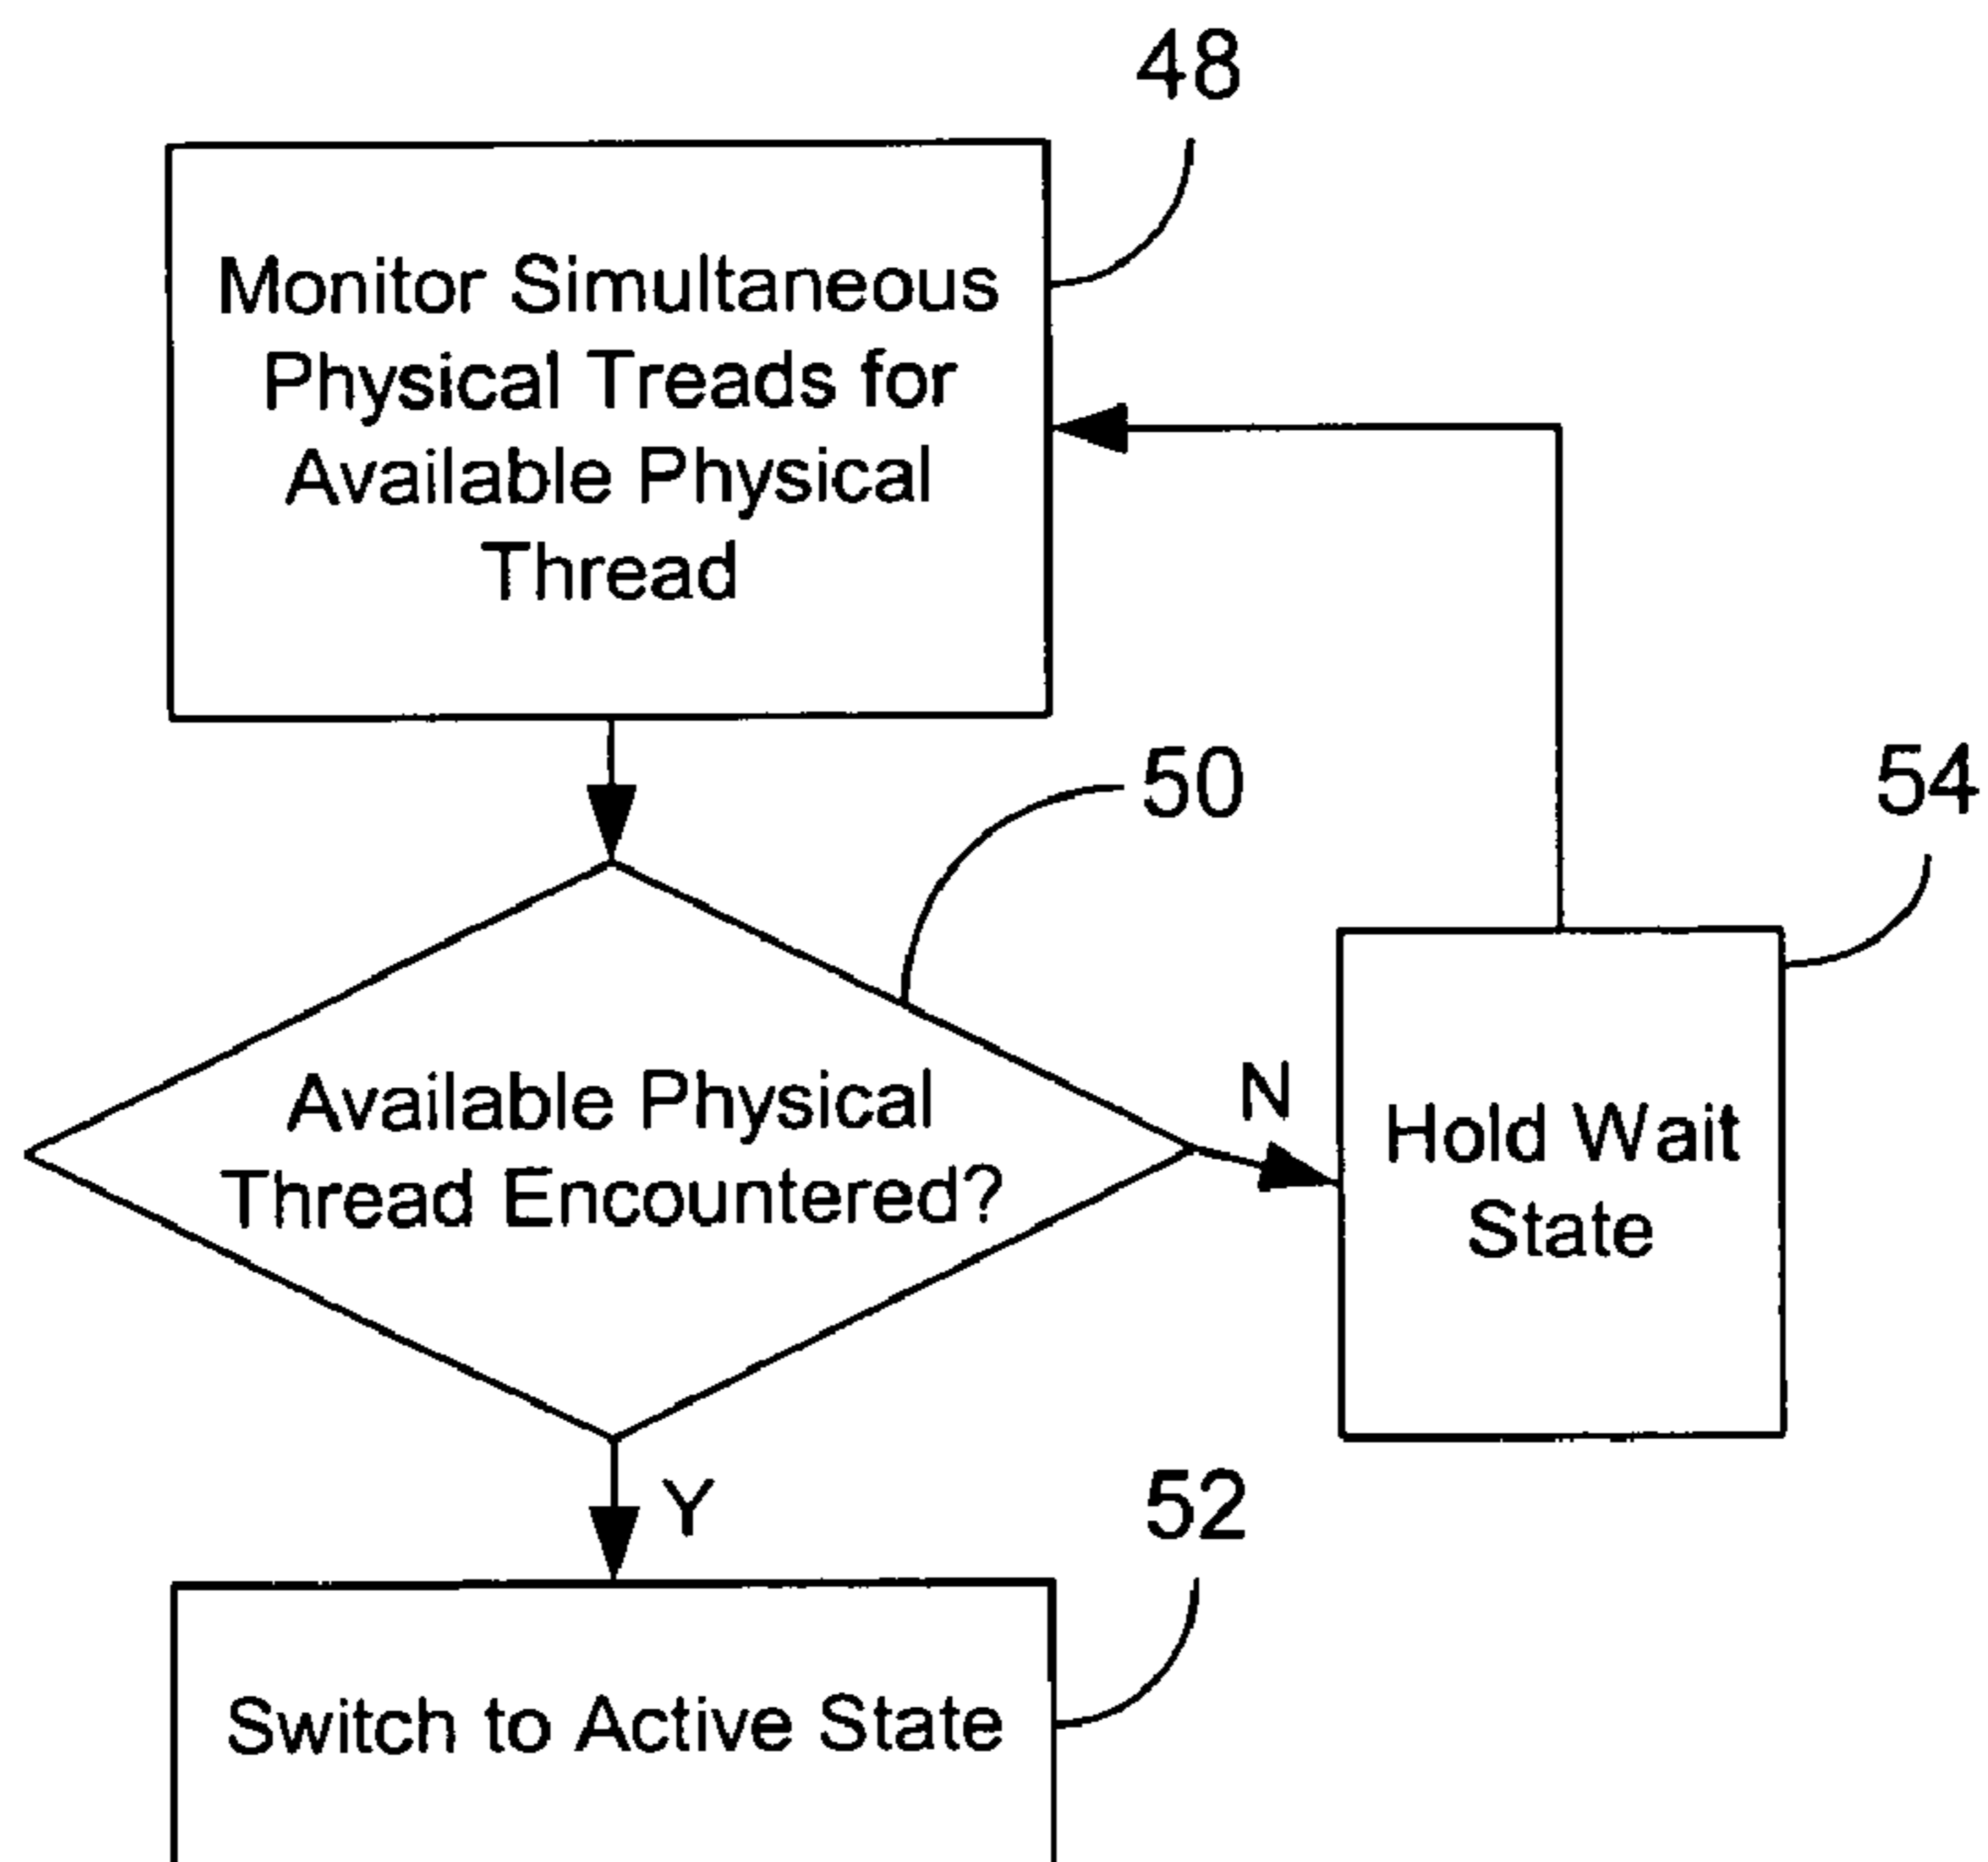 48
Monitor Simultaneous
Physical Treads for
Available Physical
Thread
50
54
Available Physical
Thread Encountered?
N
Hold Wait
State
Y
52
Switch to Active State